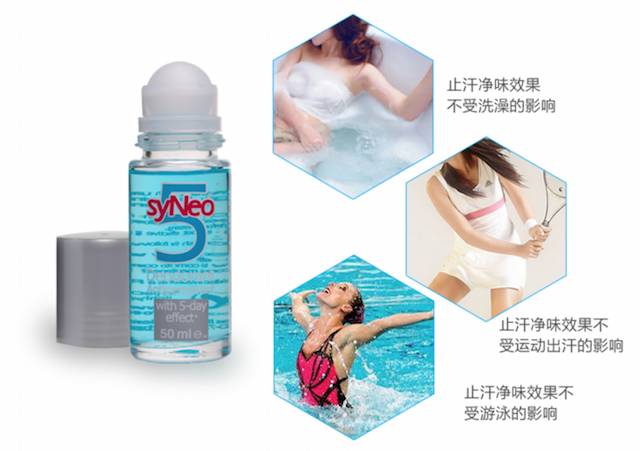 止汗净味效果
不受洗澡的影响
5
syNeo
with 5-day
effect*
50 ml e
止汗净味效果不
受运动出汗的影响
止汗净味效果不
受游泳的影响